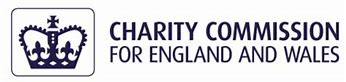 CHARITY COMMISSION
FOR ENGLAND AND WALES